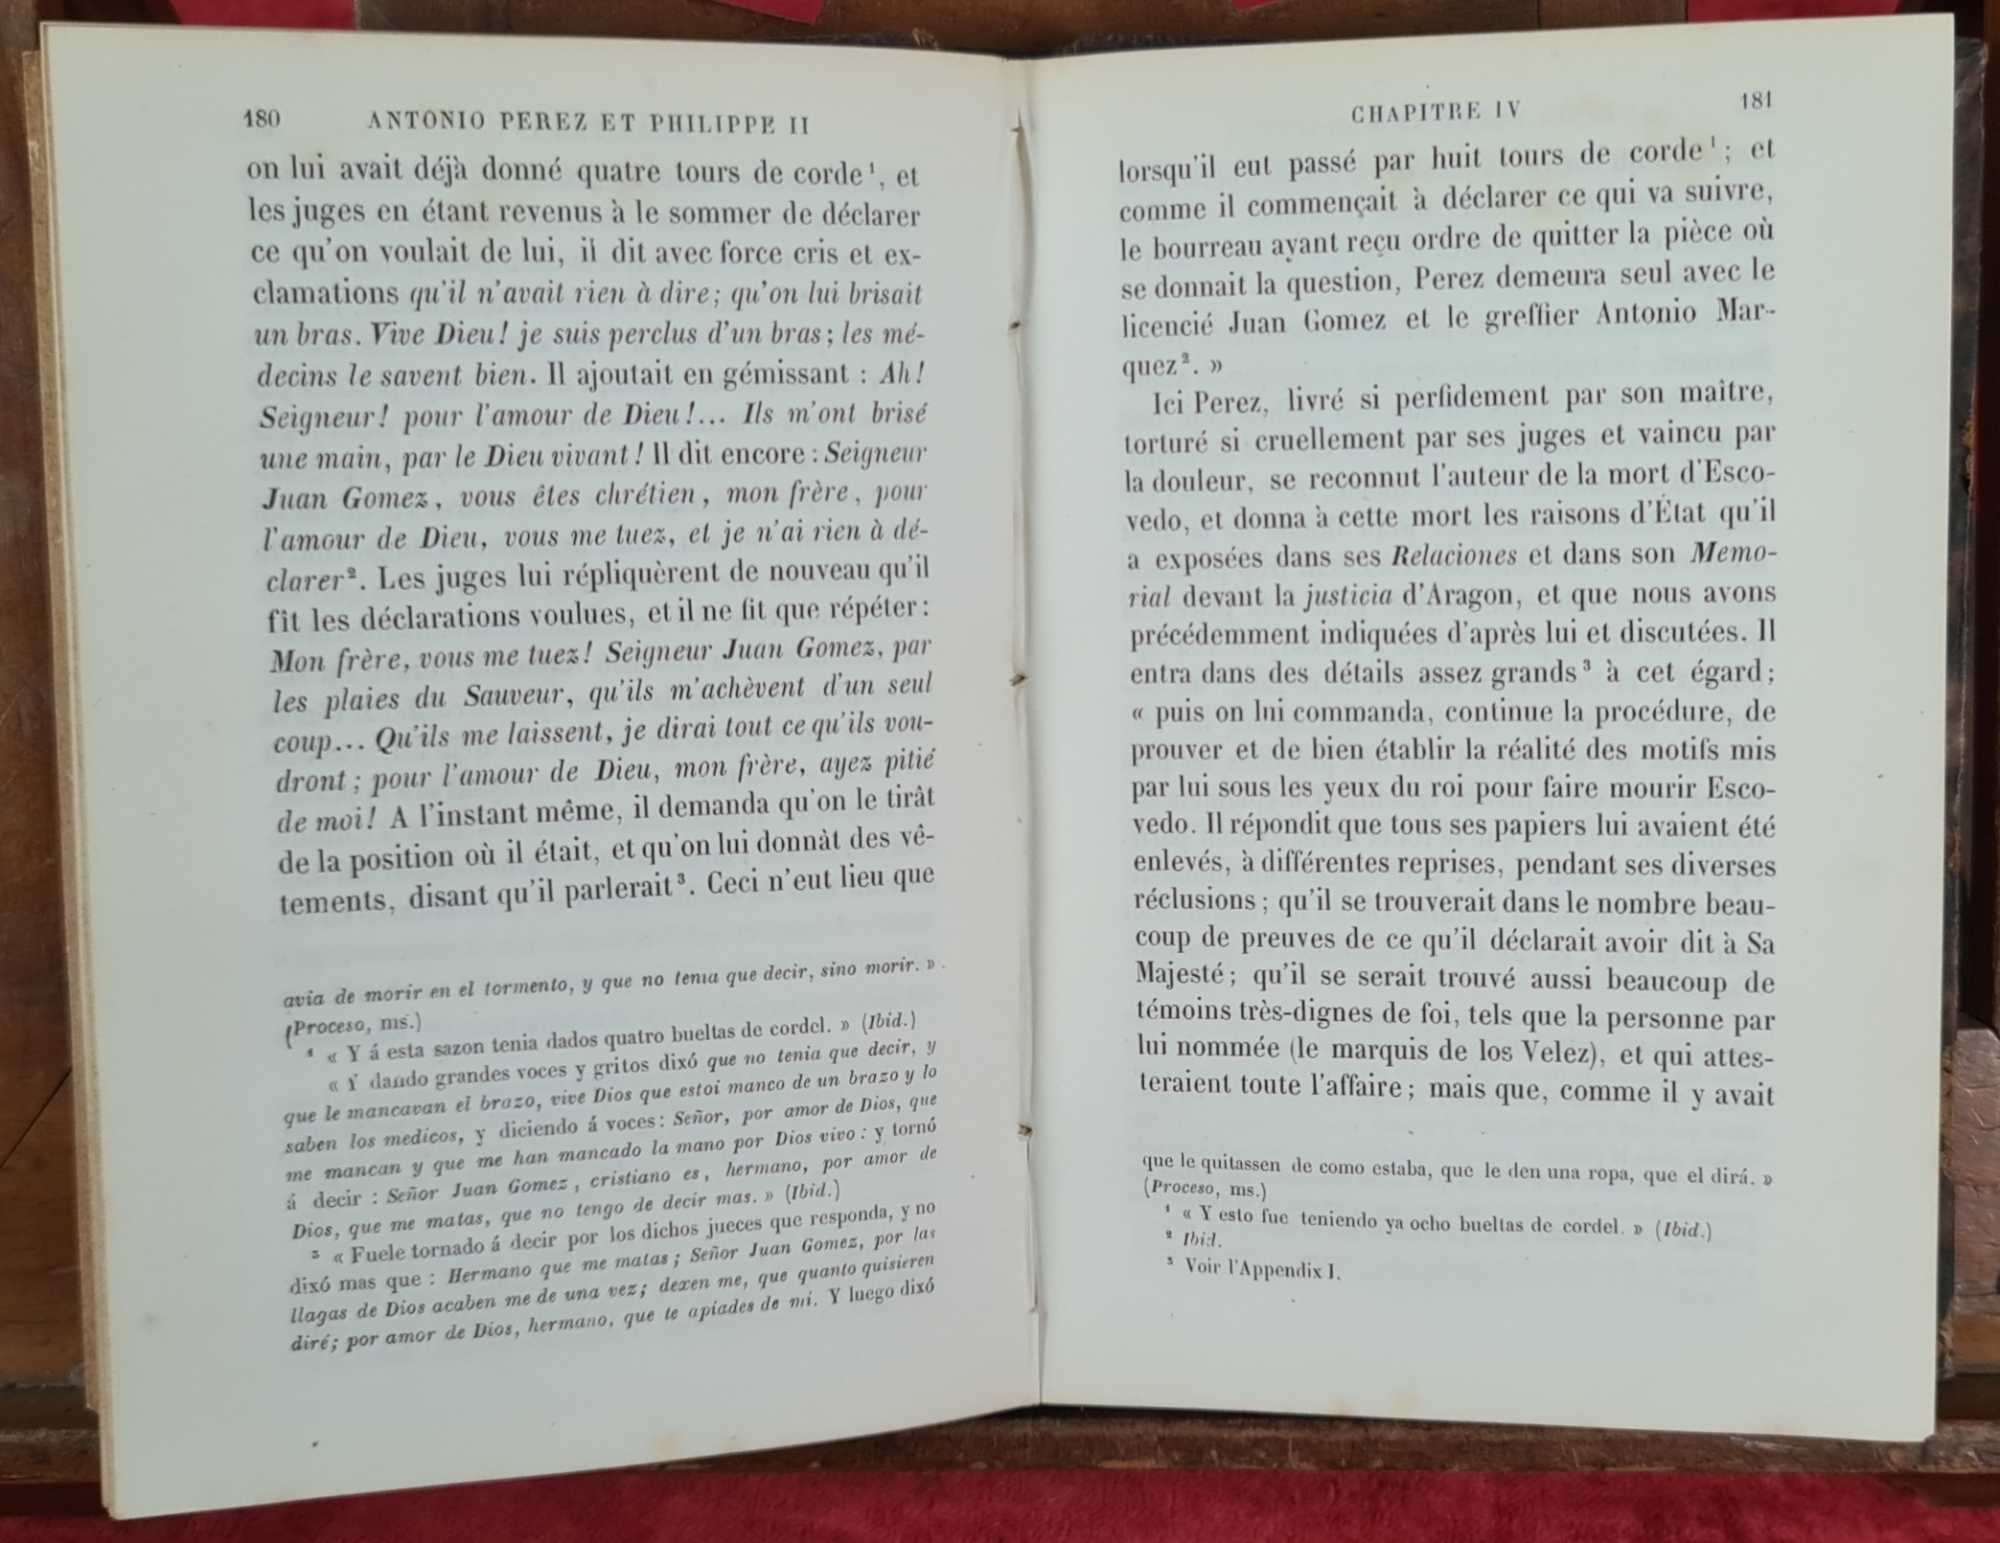 180 ANTONIO PEREZ ET PHILIPPE II
on lui avait déjà donné quatre tours de corde¹, et
les juges en étant revenus à le sommer de déclarer
ce qu'on voulait de lui, il dit avec force cris et ex-
clamations qu'il n'avait rien à dire; qu'on lui brisait
un bras. Vive Dieu! je suis perclus d'un bras; les mé-
decins le savent bien. Il ajoutait en gémissant : Ah!
Seigneur! pour l'amour de Dieu!... Ils m'ont brisé
une main, par le Dieu vivant! Il dit encore : Seigneur
Juan Gomez, vous êtes chrétien, mon frère, pour
l'amour de Dieu, vous me tuez, et je n'ai rien à dé-
clarer². Les juges lui répliquèrent de nouveau qu'il
fît les déclarations voulues, et il ne fit que répéter :
Mon frère, vous me tuez! Seigneur Juan Gomez, par
les plaies du Sauveur, qu'ils m'achèvent d'un seul
coup... Qu'ils me laissent, je dirai tout ce qu'ils vou-
dront; pour l'amour de Dieu, mon frère, ayez pitié
de moi! A l'instant même, il demanda qu'on le tirât
de la position où il était, et qu'on lui donnât des vê-
tements, disant qu'il parlerait³. Ceci n'eut lieu que
avia de morir en el tormento, y que no tenia que decir, sino morir. »
(Proceso, ms.)
¹ « Y á esta sazon tenia dados quatro bueltas de cordel. » (Ibid.)
« Y dando grandes voces y gritos dixó que no tenia que decir, y
que le mancavan el brazo, vive Dios que estoi manco de un brazo y lo
saben los medicos, y diciendo á voces : Señor, por amor de Dios, que
me mancan y que me han mancado la mano por Dios vivo : y tornó
á decir : Señor Juan Gomez, cristiano es, hermano, por amor de
Dios, que me matas, que no tengo de decir mas. » (Ibid.)
³ « Fuele tornado á decir por los dichos jueces que responda, y no
dixó mas que : Hermano que me matas; Señor Juan Gomez, por las
llagas de Dios acaben me de una vez; dexen me, que quanto quisieren
diré; por amor de Dios, hermano, que te apiades de mi. Y luego dixó
CHAPITRE IV 181
lorsqu'il eut passé par huit tours de corde¹; et
comme il commençait à déclarer ce qui va suivre,
le bourreau ayant reçu ordre de quitter la pièce où
se donnait la question, Perez demeura seul avec le
licencié Juan Gomez et le greffier Antonio Mar-
quez². »
Ici Perez, livré si perfidement par son maître,
torturé si cruellement par ses juges et vaincu par
la douleur, se reconnut l'auteur de la mort d'Esco-
vedo, et donna à cette mort les raisons d'État qu'il
a exposées dans ses Relaciones et dans son Memo-
rial devant la justicia d'Aragon, et que nous avons
précédemment indiquées d'après lui et discutées. Il
entra dans des détails assez grands³ à cet égard;
« puis on lui commanda, continue la procédure, de
prouver et de bien établir la réalité des motifs mis
par lui sous les yeux du roi pour faire mourir Esco-
vedo. Il répondit que tous ses papiers lui avaient été
enlevés, à différentes reprises, pendant ses diverses
réclusions; qu'il se trouverait dans le nombre beau-
coup de preuves de ce qu'il déclarait avoir dit à Sa
Majesté; qu'il se serait trouvé aussi beaucoup de
témoins très-dignes de foi, tels que la personne par
lui nommée (le marquis de los Velez), et qui attes-
teraient toute l'affaire; mais que, comme il y avait
que le quitassen de como estaba, que le den una ropa, que el dirá. »
(Proceso, ms.)
¹ « Y esto fue teniendo ya ocho bueltas de cordel. » (Ibid.)
² Ibid.
³ Voir l'Appendix I.